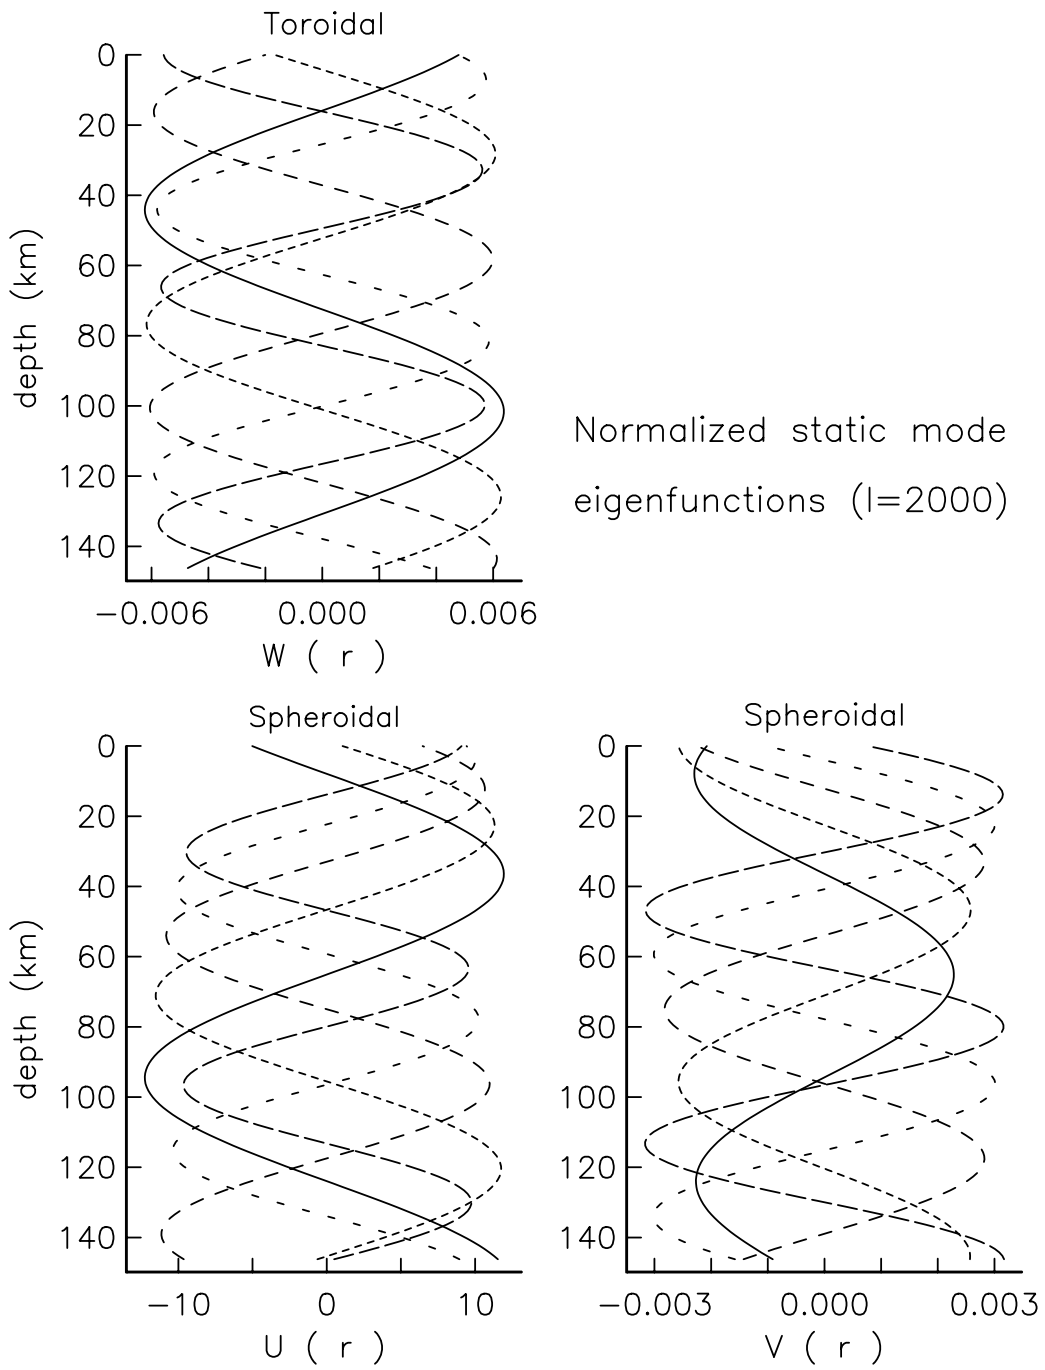 Toroidal
0
20
40
60
80
100
120
140
depth (km)
−0.006 0.000 0.006
W ( r )
Normalized static mode
eigenfunctions (l=2000)
Spheroidal
0
20
40
60
80
100
120
140
depth (km)
−10 0 10
U ( r )
Spheroidal
0
20
40
60
80
100
120
140
−0.003 0.000 0.003
V ( r )